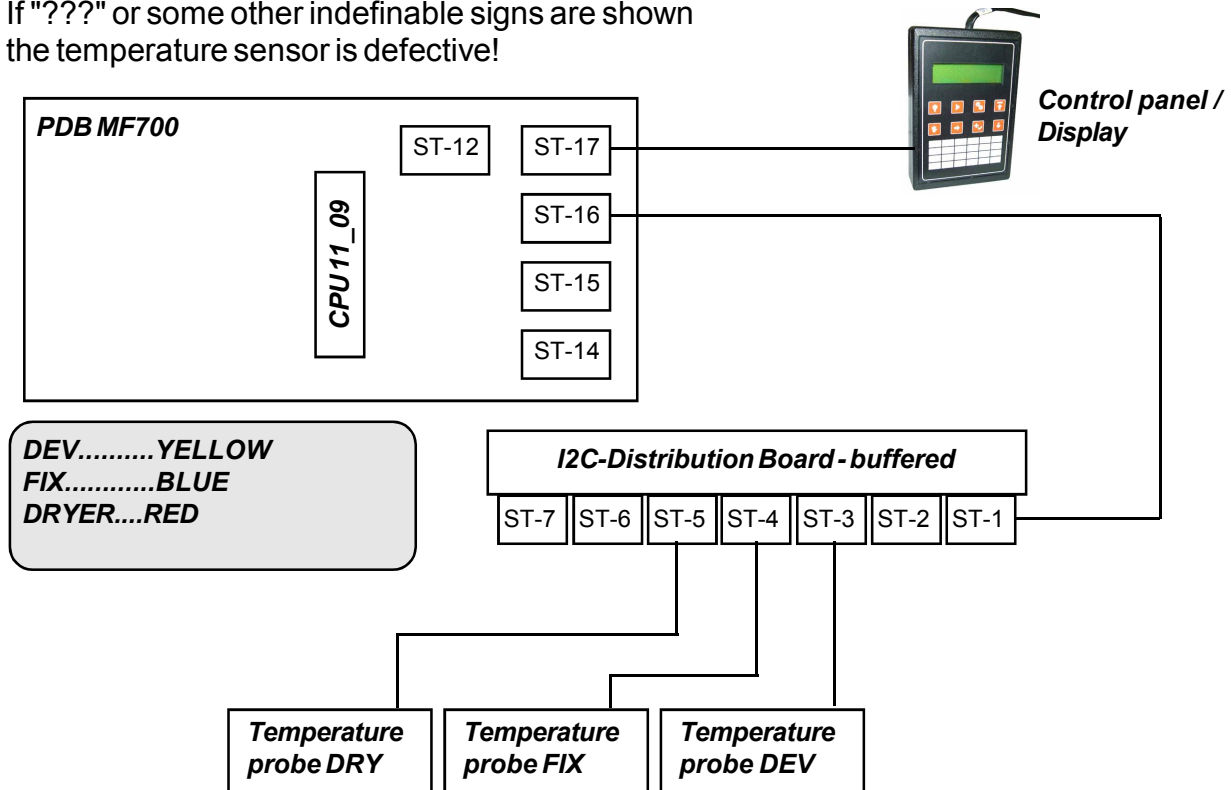 If "???" or some other indefinable signs are shown
the temperature sensor is defective!
Control panel /
Display
PDB MF700
ST-12
ST-17
CPU11_09
ST-16
ST-15
ST-14
DEV..........YELLOW
FIX............BLUE
DRYER....RED
I2C-Distribution Board - buffered
ST-7 ST-6 ST-5 ST-4 ST-3 ST-2 ST-1
Temperature
probe DRY
Temperature
probe FIX
Temperature
probe DEV